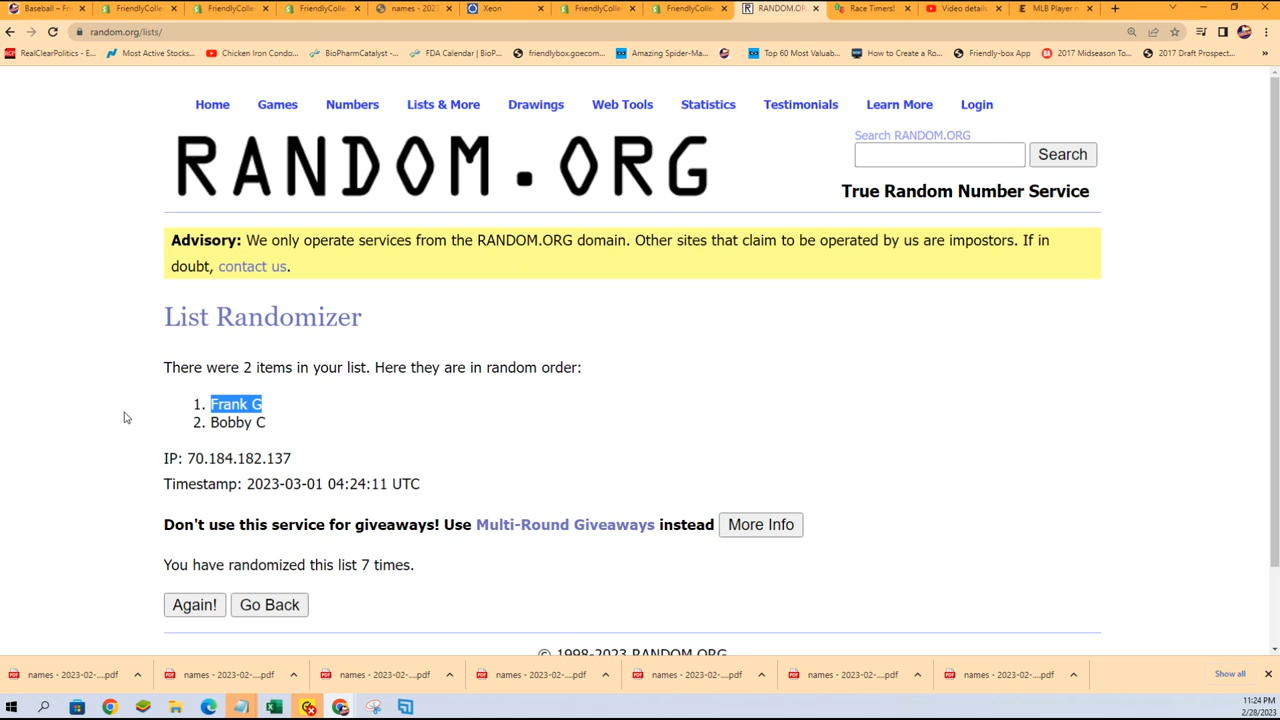 Baseball – Fri
FriendlyColle
FriendlyColle
FriendlyColle
names - 2023
Xeon
FriendlyColle
FriendlyColle
RANDOM.OR
Race Timers!
Video details
MLB Player n
random.org/lists/
RealClearPolitics - E...
Most Active Stocks...
Chicken Iron Condo...
BioPharmCatalyst -...
FDA Calendar | BioP...
friendlybox.goecom...
Amazing Spider-Ma...
Top 60 Most Valuab...
How to Create a Ro...
Friendly-box App
2017 Midseason To...
2017 Draft Prospect...
Home
Games
Numbers
Lists & More
Drawings
Web Tools
Statistics
Testimonials
Learn More
Login
RANDOM.ORG
Search RANDOM.ORG
Search
True Random Number Service
Advisory: We only operate services from the RANDOM.ORG domain. Other sites that claim to be operated by us are impostors. If in
doubt, contact us.
List Randomizer
There were 2 items in your list. Here they are in random order:
1. Frank G
2. Bobby C
IP: 70.184.182.137
Timestamp: 2023-03-01 04:24:11 UTC
Don't use this service for giveaways! Use Multi-Round Giveaways instead More Info
You have randomized this list 7 times.
Again! Go Back
© 1998-2023 RANDOM.ORG
names - 2023-02-....pdf
names - 2023-02-....pdf
names - 2023-02-....pdf
names - 2023-02-....pdf
names - 2023-02-....pdf
names - 2023-02-....pdf
names - 2023-02-....pdf
Show all
11:24 PM
2/28/2023